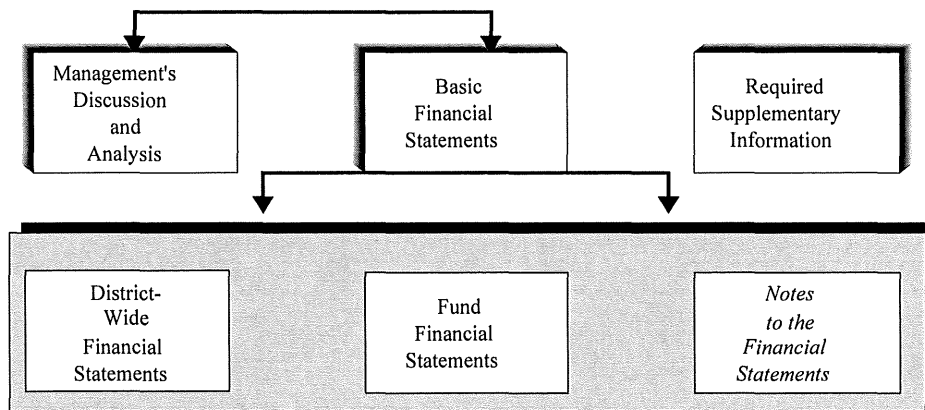 Management's
Discussion
and
Analysis
Basic
Financial
Statements
Required
Supplementary
Information
District-
Wide
Financial
Statements
Fund
Financial
Statements
Notes
to the
Financial
Statements